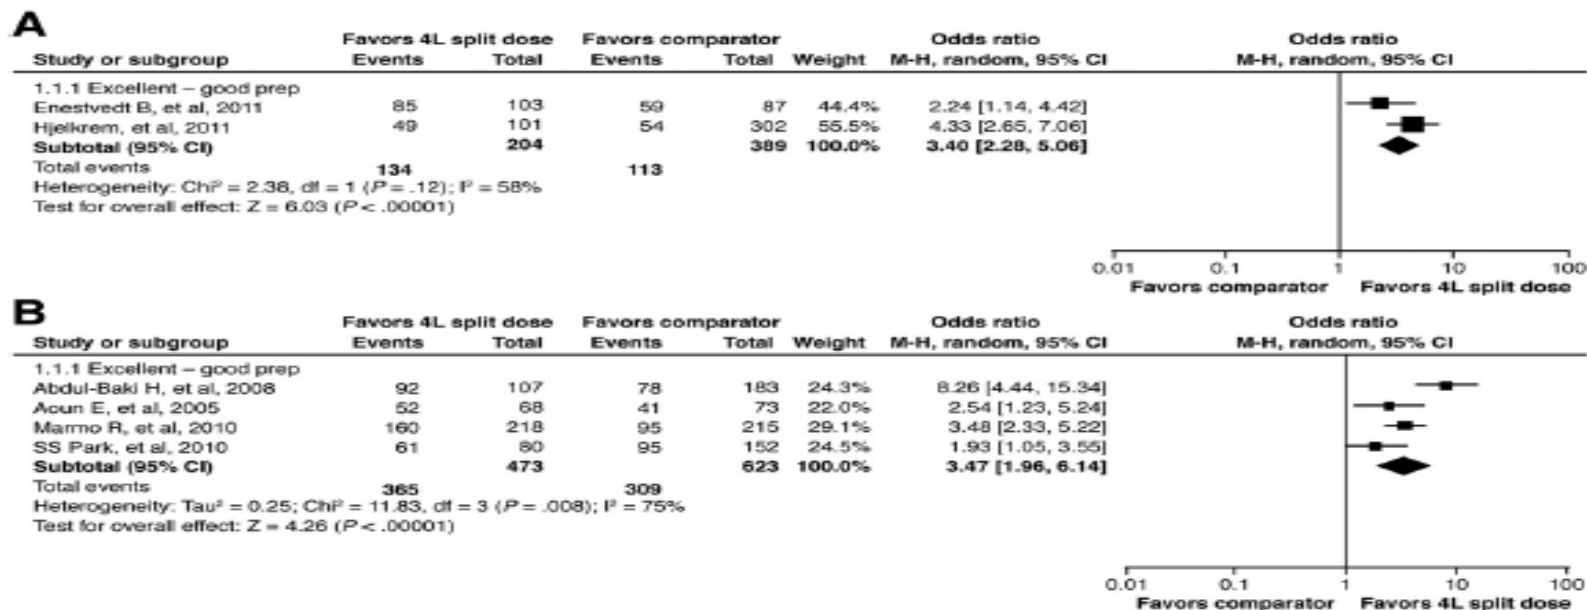 A
Favors 4L split dose Favors comparator Odds ratio Odds ratio
Study or subgroup Events Total Events Total Weight M-H, random, 95% CI M-H, random, 95% CI
1.1.1 Excellent – good prep
Enestvedt B, et al, 2011 85 103 59 87 44.4% 2.24 [1.14, 4.42]
Hjelkrem, et al, 2011 49 101 54 302 55.5% 4.33 [2.65, 7.06]
Subtotal (95% CI) 204 389 100.0% 3.40 [2.28, 5.06]
Total events 134 113
Heterogeneity: Chi² = 2.38, df = 1 (P = .12); I² = 58%
Test for overall effect: Z = 6.03 (P < .00001)
0.01 0.1 1 10 100
Favors comparator Favors 4L split dose
B
Favors 4L split dose Favors comparator Odds ratio Odds ratio
Study or subgroup Events Total Events Total Weight M-H, random, 95% CI M-H, random, 95% CI
1.1.1 Excellent – good prep
Abdul-Baki H, et al, 2008 92 107 78 183 24.3% 8.26 [4.44, 15.34]
Aoun E, et al, 2005 52 68 41 73 22.0% 2.54 [1.23, 5.24]
Marmo R, et al, 2010 160 218 95 215 29.1% 3.48 [2.33, 5.22]
SS Park, et al, 2010 61 80 95 152 24.5% 1.93 [1.05, 3.55]
Subtotal (95% CI) 473 623 100.0% 3.47 [1.96, 6.14]
Total events 365 309
Heterogeneity: Tau² = 0.25; Chi² = 11.83, df = 3 (P = .008); I² = 75%
Test for overall effect: Z = 4.26 (P < .00001)
0.01 0.1 1 10 100
Favors comparator Favors 4L split dose